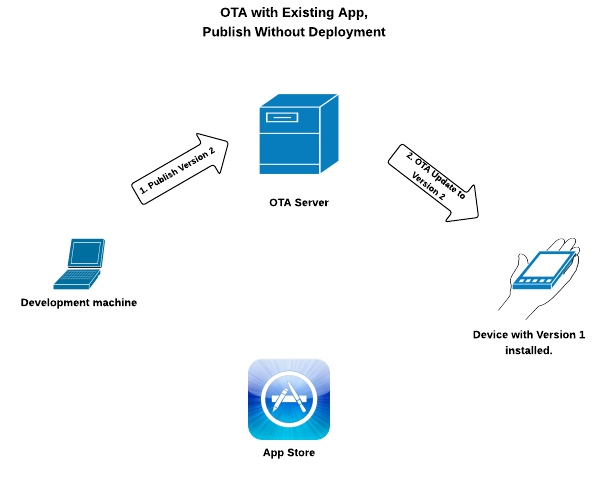 OTA with Existing App,
Publish Without Deployment
1. Publish Version 2
2. OTA Update to
Version 2
OTA Server
Development machine
Device with Version 1
installed.
App Store